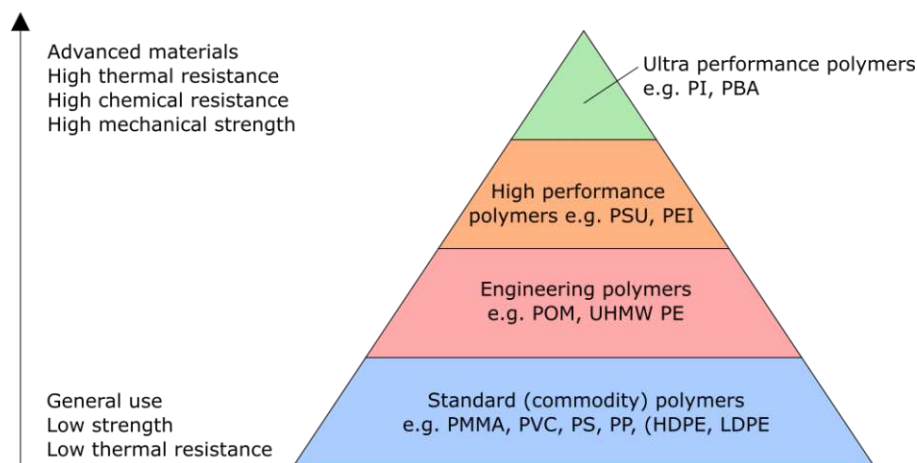 Advanced materials
High thermal resistance
High chemical resistance
High mechanical strength
Ultra performance polymers
e.g. PI, PBA
High performance
polymers e.g. PSU, PEI
Engineering polymers
e.g. POM, UHMW PE
General use
Low strength
Low thermal resistance
Standard (commodity) polymers
e.g. PMMA, PVC, PS, PP, (HDPE, LDPE